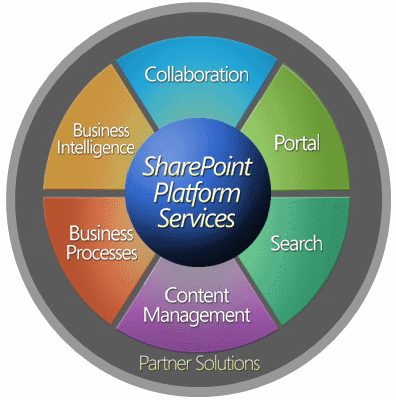 Collaboration
Business
Intelligence
Portal
SharePoint
Platform
Services
Business
Processes
Search
Content
Management
Partner Solutions